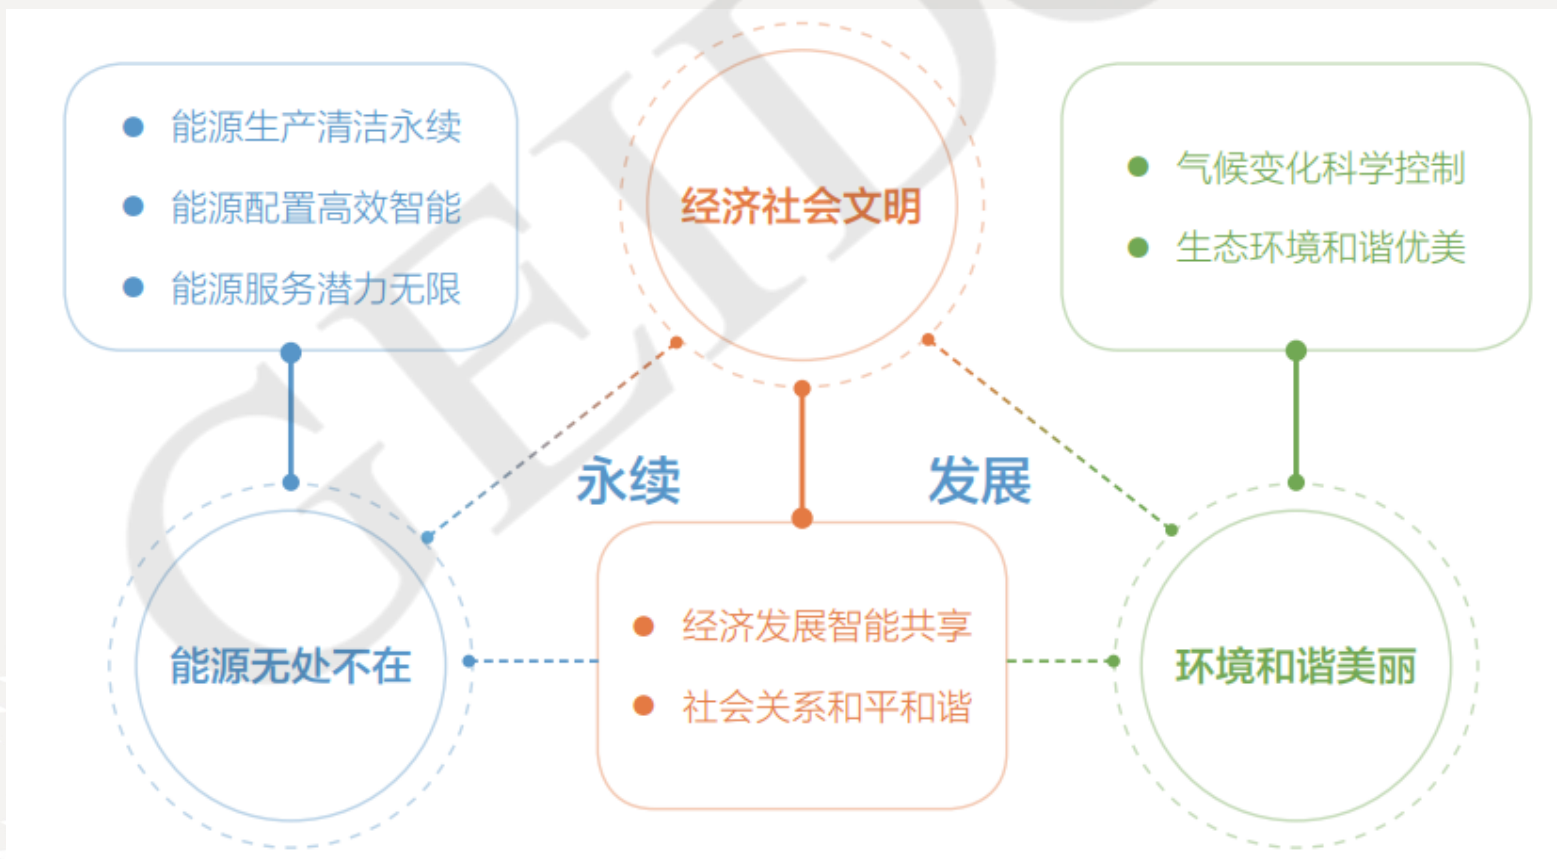 能源生产清洁永续
能源配置高效智能
能源服务潜力无限
经济社会文明
气候变化科学控制
生态环境和谐优美
永续
发展
能源无处不在
经济发展智能共享
社会关系和平和谐
环境和谐美丽
GEIDC